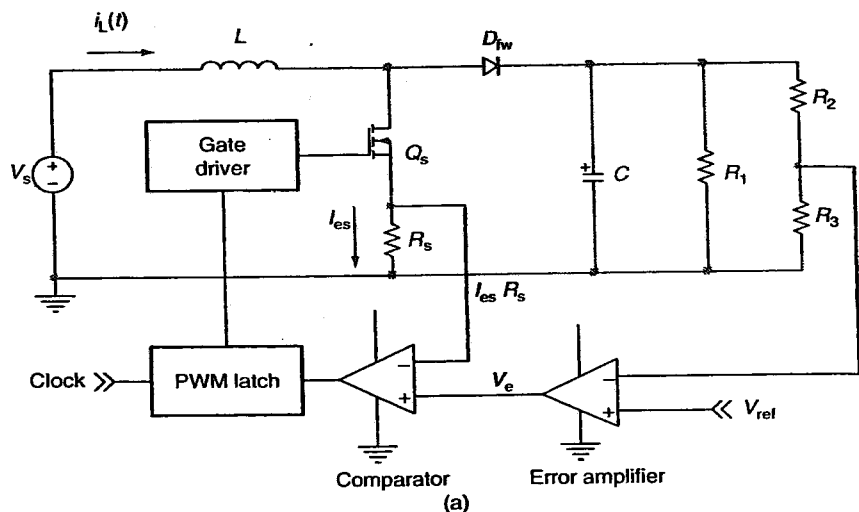 i_L(t)
L
D_fw
Gate
driver
Q_s
V_s
+
−
I_es
R_s
+
C
R_1
R_2
R_3
I_es R_s
Clock
PWM latch
−
+
V_e
−
+
V_ref
Comparator
Error amplifier
(a)